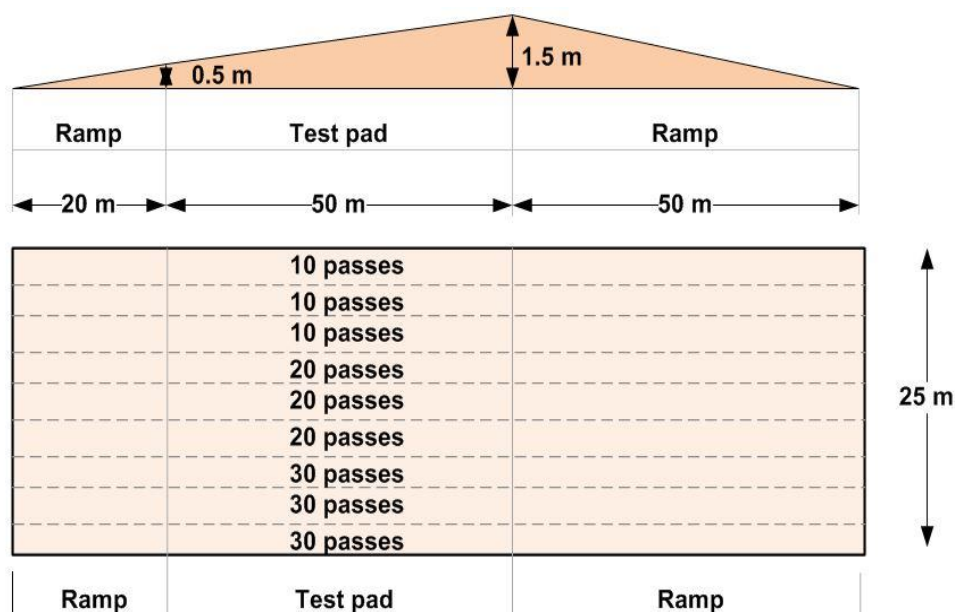 1.5 m
0.5 m
Ramp Test pad Ramp
20 m 50 m 50 m
10 passes
10 passes
10 passes
20 passes
20 passes
20 passes
30 passes
30 passes
30 passes
25 m
Ramp Test pad Ramp